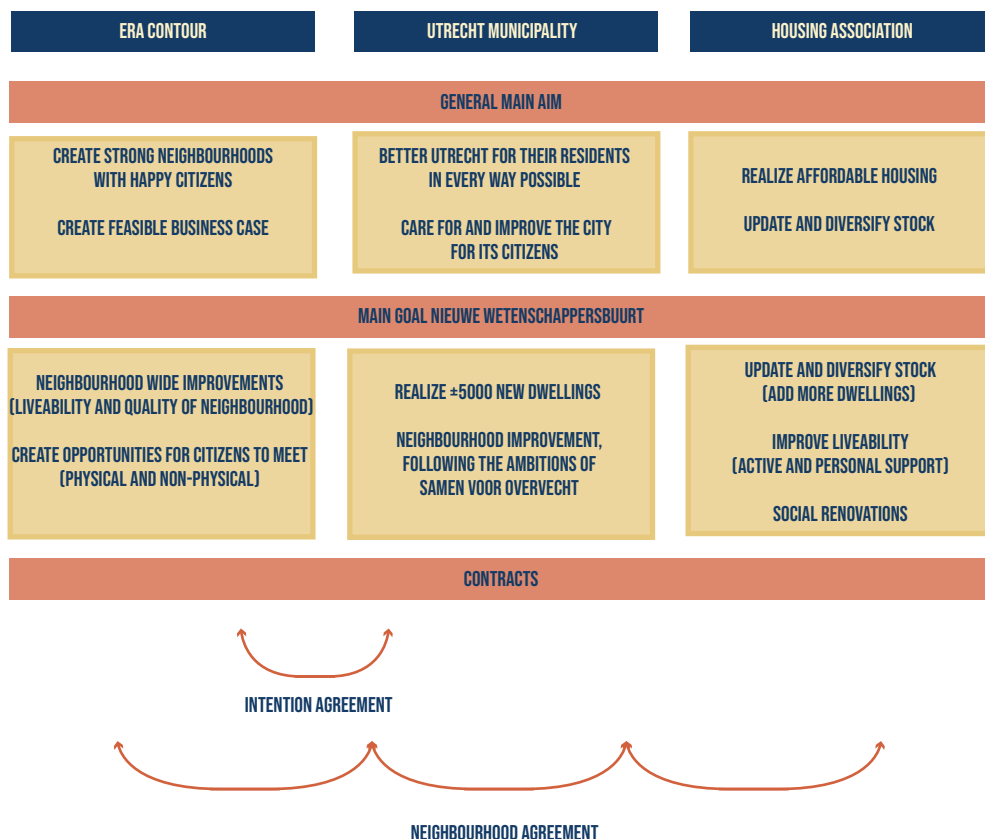 ERA CONTOUR
UTRECHT MUNICIPALITY
HOUSING ASSOCIATION
GENERAL MAIN AIM
CREATE STRONG NEIGHBOURHOODS
WITH HAPPY CITIZENS
CREATE FEASIBLE BUSINESS CASE
BETTER UTRECHT FOR THEIR RESIDENTS
IN EVERY WAY POSSIBLE
CARE FOR AND IMPROVE THE CITY
FOR ITS CITIZENS
REALIZE AFFORDABLE HOUSING
UPDATE AND DIVERSIFY STOCK
MAIN GOAL NIEUWE WETENSCHAPPERSBUURT
NEIGHBOURHOOD WIDE IMPROVEMENTS
(LIVEABILITY AND QUALITY OF NEIGHBOURHOOD)
CREATE OPPORTUNITIES FOR CITIZENS TO MEET
(PHYSICAL AND NON-PHYSICAL)
REALIZE ±5000 NEW DWELLINGS
NEIGHBOURHOOD IMPROVEMENT,
FOLLOWING THE AMBITIONS OF
SAMEN VOOR OVERVECHT
UPDATE AND DIVERSIFY STOCK
(ADD MORE DWELLINGS)
IMPROVE LIVEABILITY
(ACTIVE AND PERSONAL SUPPORT)
SOCIAL RENOVATIONS
CONTRACTS
INTENTION AGREEMENT
NEIGHBOURHOOD AGREEMENT